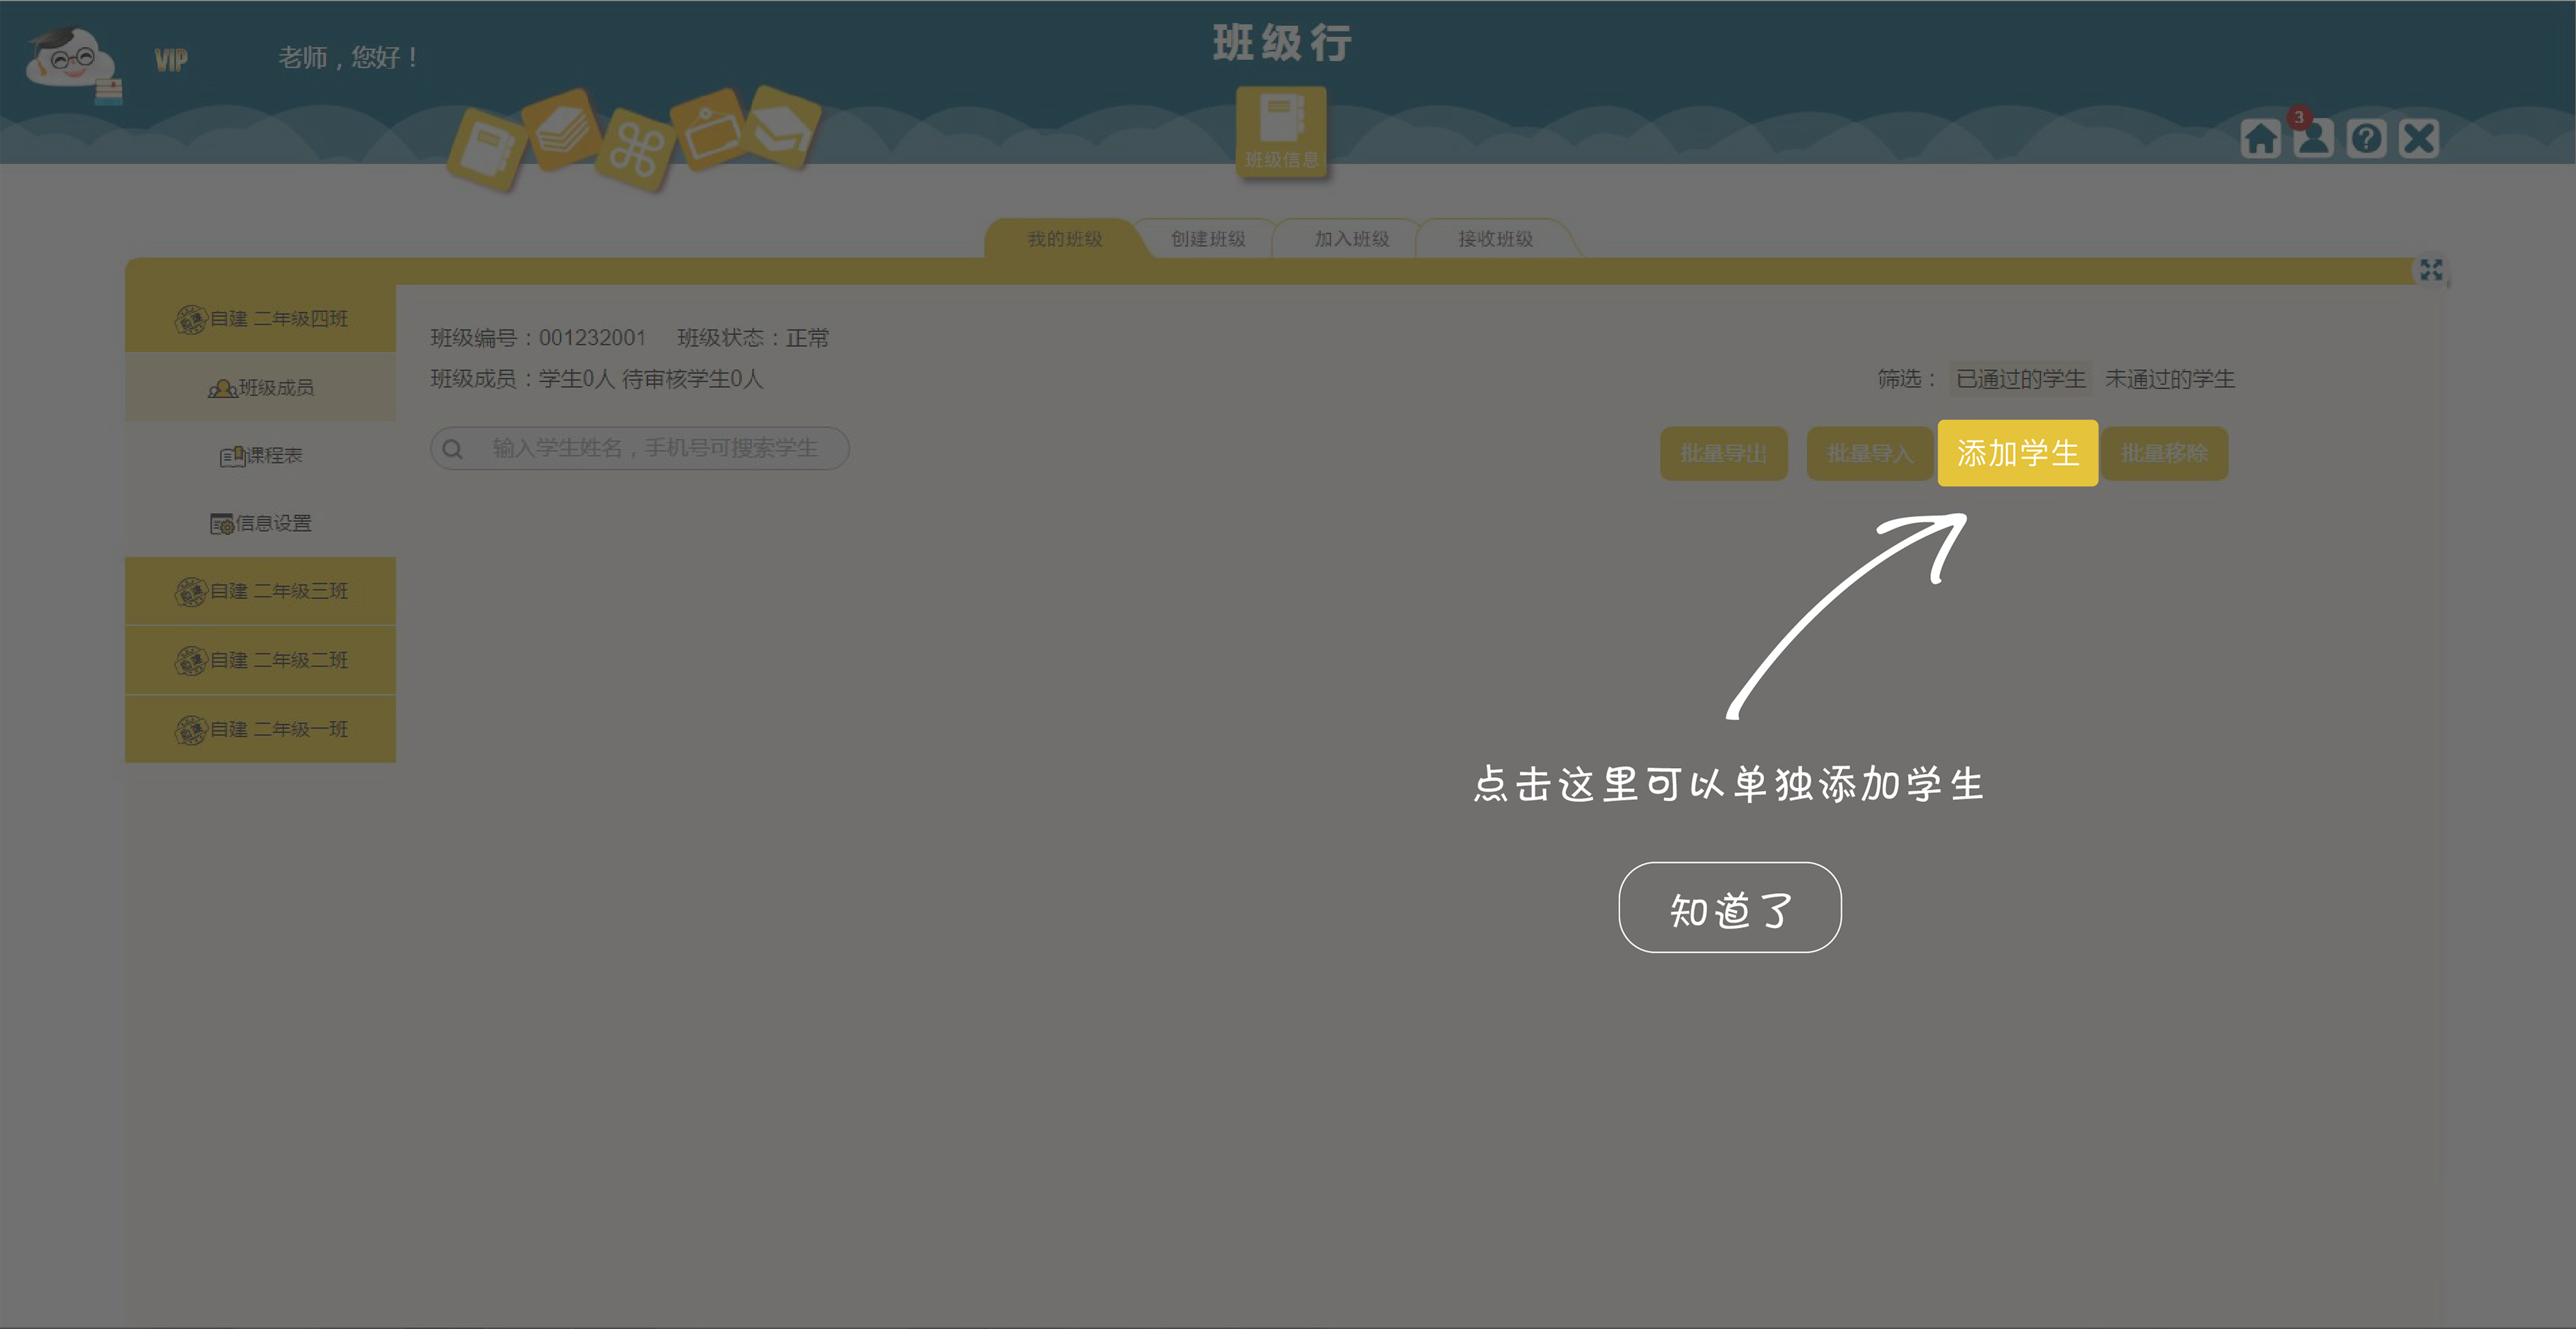 VIP
老师，您好！
班级行
3
班级信息
我的班级
创建班级
加入班级
接收班级
自建 二年级四班
班级成员
课程表
信息设置
自建 二年级三班
自建 二年级二班
自建 二年级一班
班级编号：001232001 班级状态：正常
班级成员：学生0人 待审核学生0人
筛选： 已通过的学生 未通过的学生
输入学生姓名，手机号可搜索学生
批量导出 批量导入 添加学生 批量移除
点击这里可以单独添加学生
知道了